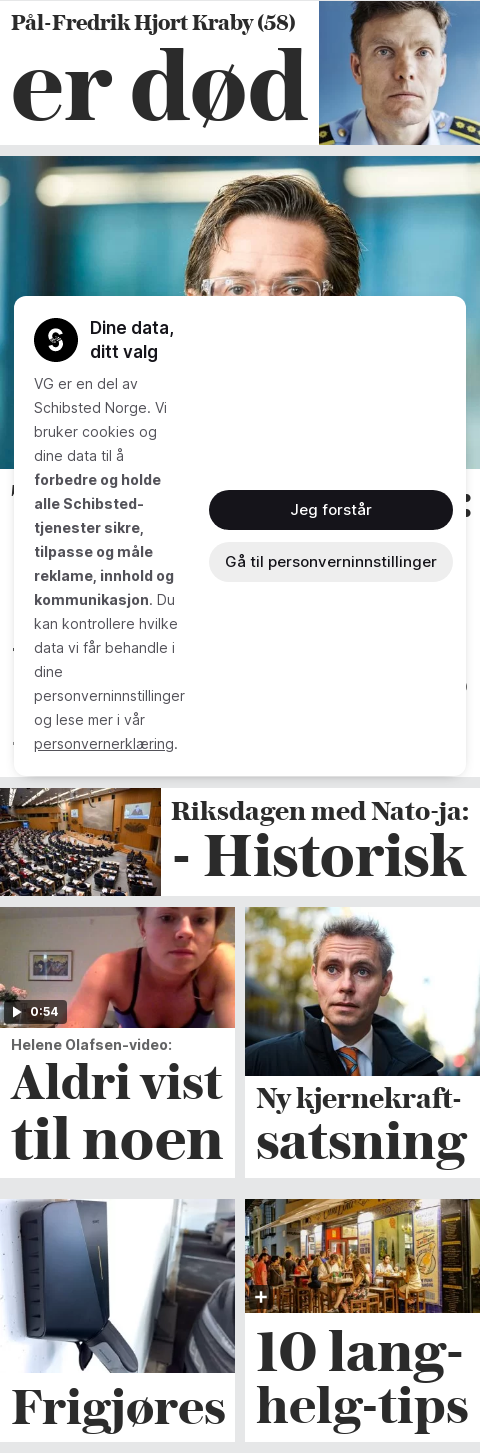 Pål-Fredrik Hjort Kraby (58)
er død
Dine data,
ditt valg
VG er en del av
Schibsted Norge. Vi
bruker cookies og
dine data til å
forbedre og holde
alle Schibsted-
tjenester sikre,
tilpasse og måle
reklame, innhold og
kommunikasjon. Du
kan kontrollere hvilke
data vi får behandle i
dine
personverninnstillinger
og lese mer i vår
personvernerklæring.
Jeg forstår
Gå til personverninnstillinger
Riksdagen med Nato-ja:
- Historisk
0:54
Helene Olafsen-video:
Aldri vist
til noen
Ny kjernekraft-
satsning
Frigjøres
10 lang-
helg-tips